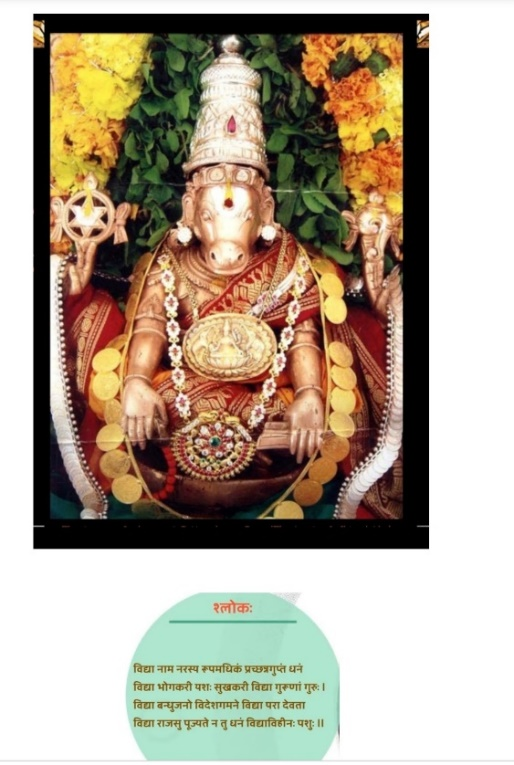 श्लोकः
विद्या नाम नरस्य रूपमधिकं प्रच्छन्नगुप्तं धनं
विद्या भोगकरी यशः सुखकरी विद्या गुरूणां गुरुः ।
विद्या बन्धुजनो विदेशगमने विद्या परा देवता
विद्या राजसु पूज्यते न तु धनं विद्याविहीनः पशुः ॥